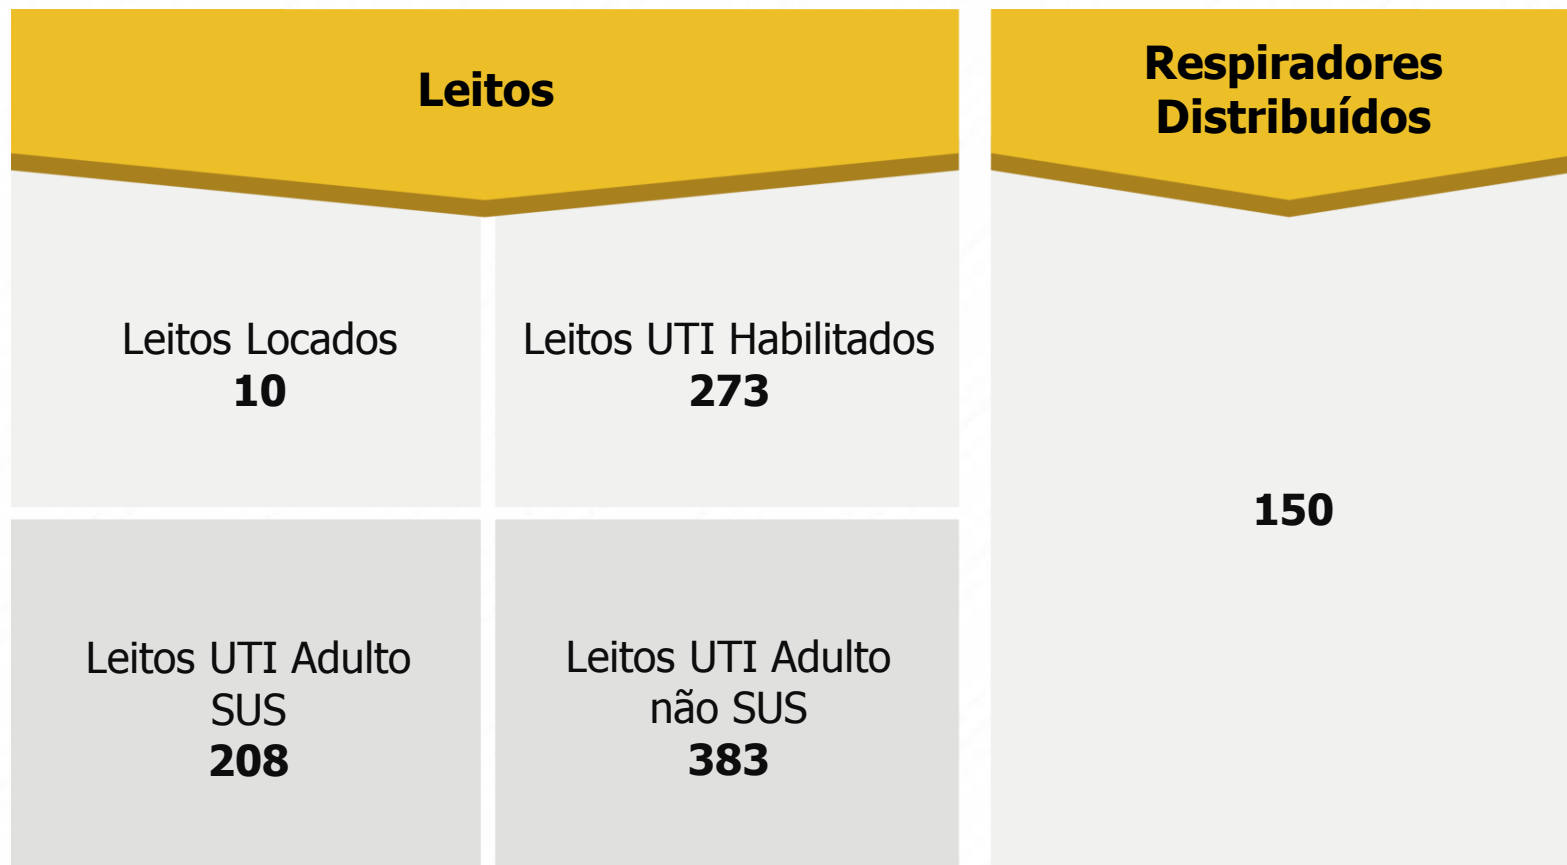 Leitos
Leitos Locados
10
Leitos UTI Habilitados
273
Leitos UTI Adulto
SUS
208
Leitos UTI Adulto
não SUS
383
Respiradores
Distribuídos
150